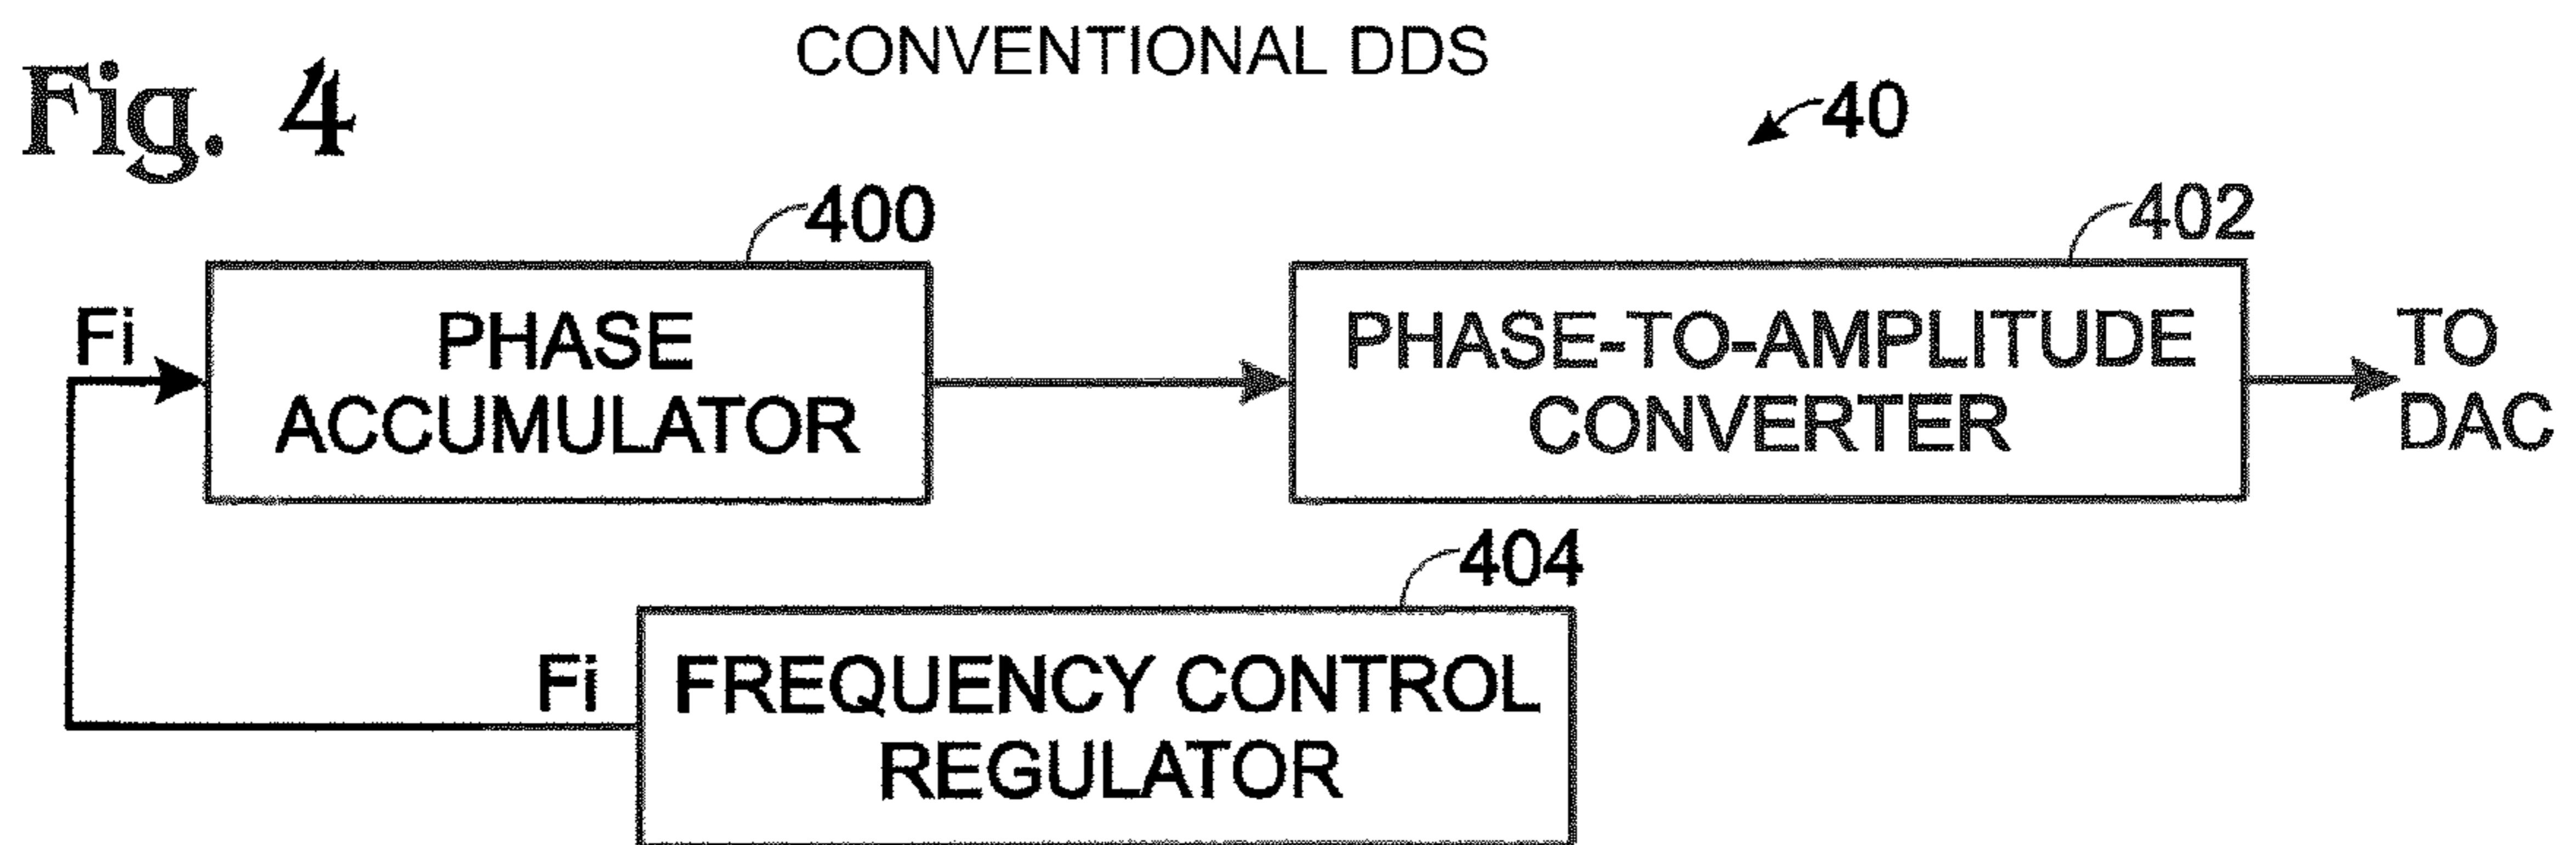 CONVENTIONAL DDS
Fig. 4
40
400
402
Fi
PHASE
ACCUMULATOR
PHASE-TO-AMPLITUDE
CONVERTER
TO
DAC
404
Fi
FREQUENCY CONTROL
REGULATOR